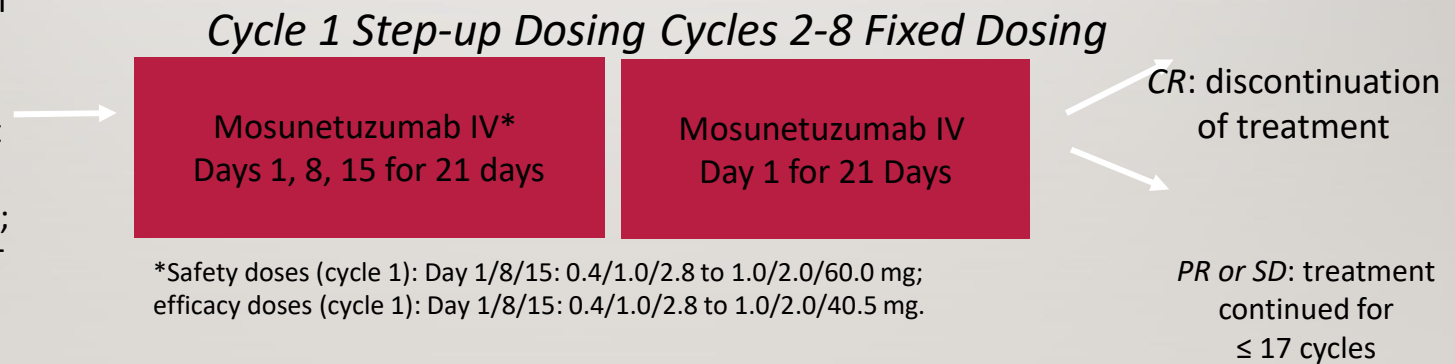 Cycle 1 Step-up Dosing Cycles 2-8 Fixed Dosing
Mosunetuzumab IV*
Days 1, 8, 15 for 21 days
Mosunetuzumab IV
Day 1 for 21 Days
CR: discontinuation
of treatment
*Safety doses (cycle 1): Day 1/8/15: 0.4/1.0/2.8 to 1.0/2.0/60.0 mg;
efficacy doses (cycle 1): Day 1/8/15: 0.4/1.0/2.8 to 1.0/2.0/40.5 mg.
PR or SD: treatment
continued for
≤ 17 cycles